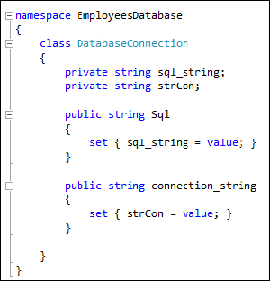 namespace EmployeesDatabase
{
class DatabaseConnection
{
private string sql_string;
private string strCon;
public string Sql
{
set { sql_string = value; }
}
public string connection_string
{
set { strCon = value; }
}
}
}